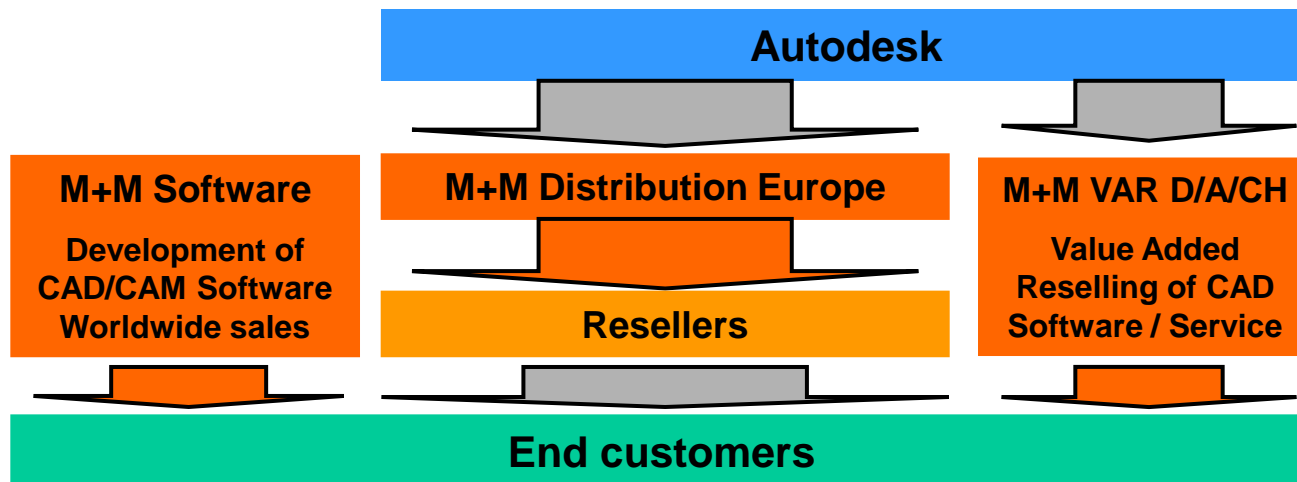 Autodesk
M+M Software
Development of
CAD/CAM Software
Worldwide sales
M+M Distribution Europe
Resellers
M+M VAR D/A/CH
Value Added
Reselling of CAD
Software / Service
End customers